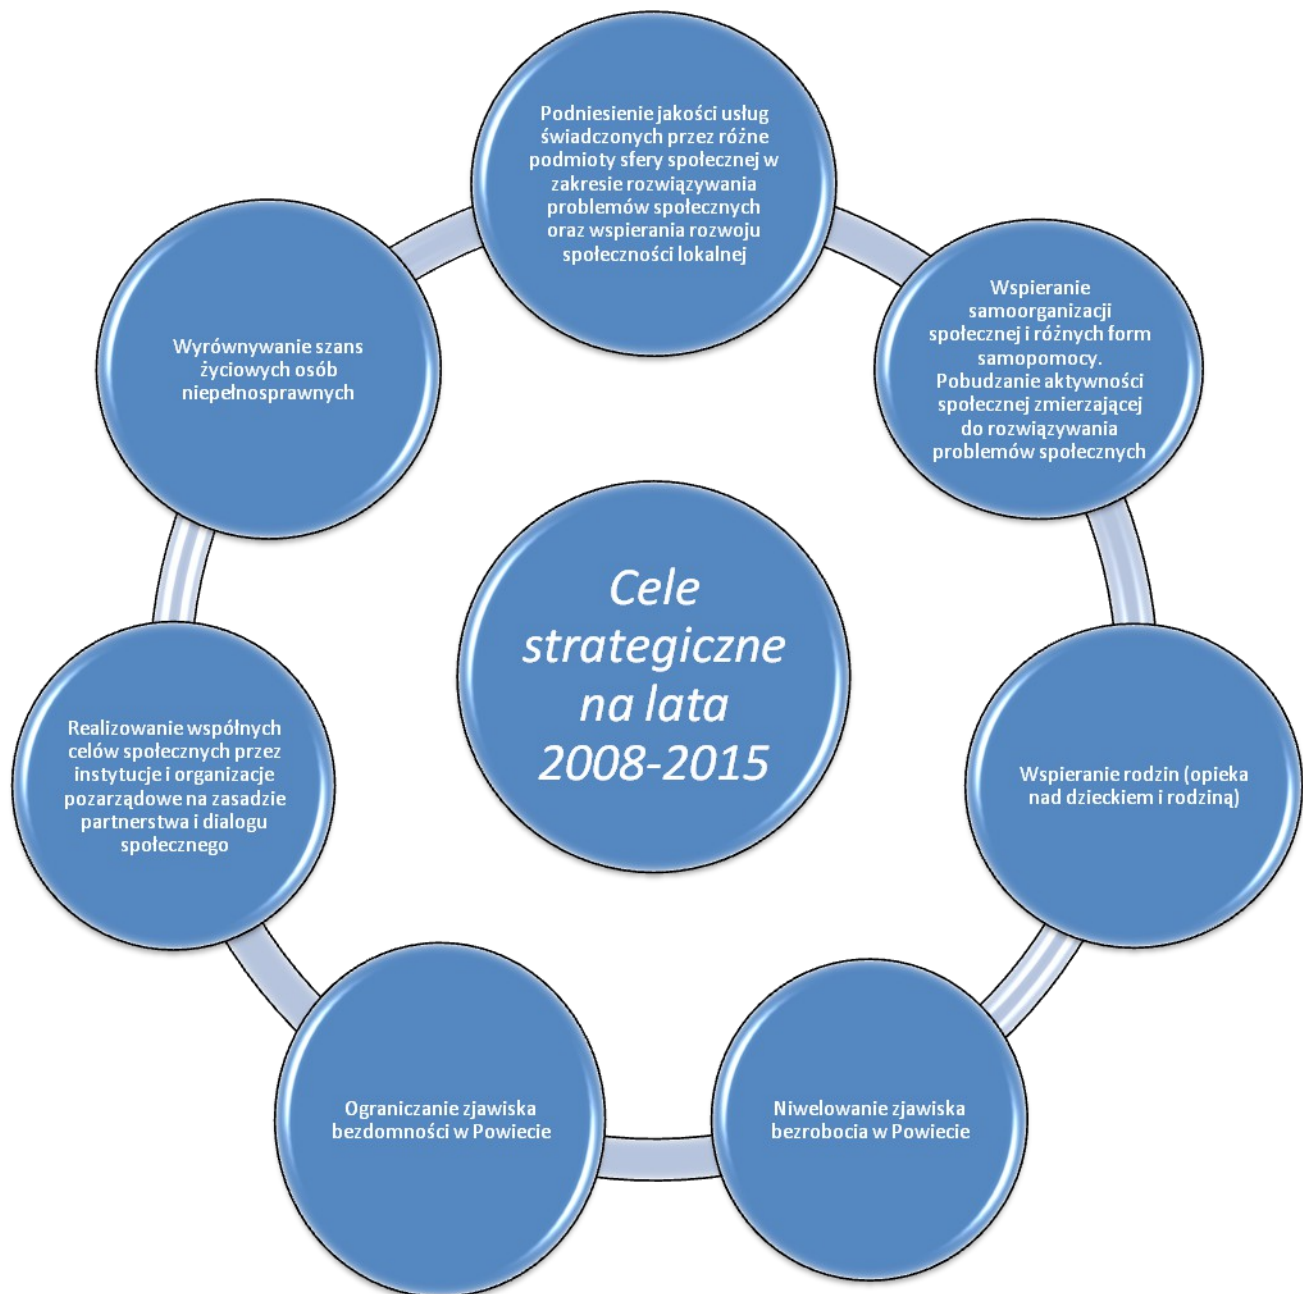 Podniesienie jakości usług
świadczonych przez różne
podmioty sfery społecznej w
zakresie rozwiązywania
problemów społecznych
oraz wspierania rozwoju
społeczności lokalnej
Wspieranie
samoorganizacji
społecznej i różnych form
samopomocy.
Pobudzanie aktywności
społecznej zmierzającej
do rozwiązywania
problemów społecznych
Wspieranie rodzin (opieka
nad dzieckiem i rodziną)
Niwelowanie zjawiska
bezrobocia w Powiecie
Ograniczanie zjawiska
bezdomności w Powiecie
Realizowanie wspólnych
celów społecznych przez
instytucje i organizacje
pozarządowe na zasadzie
partnerstwa i dialogu
społecznego
Wyrównywanie szans
życiowych osób
niepełnosprawnych
Cele
strategiczne
na lata
2008-2015